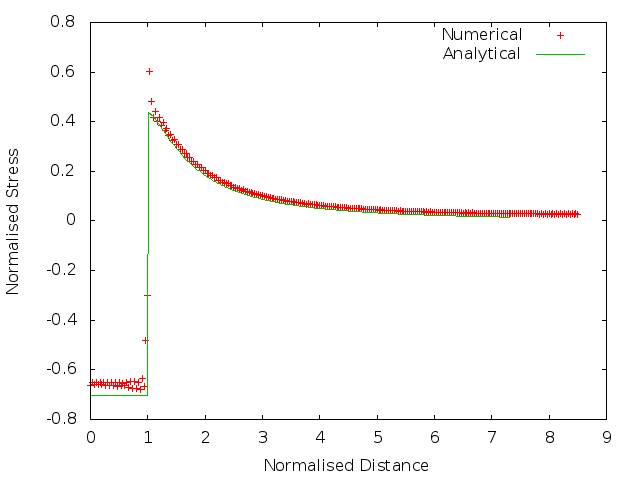 0.8
Numerical
Analytical
0.6
0.4
0.2
0
-0.2
-0.4
-0.6
-0.8
Normalised Stress
0 1 2 3 4 5 6 7 8 9
Normalised Distance